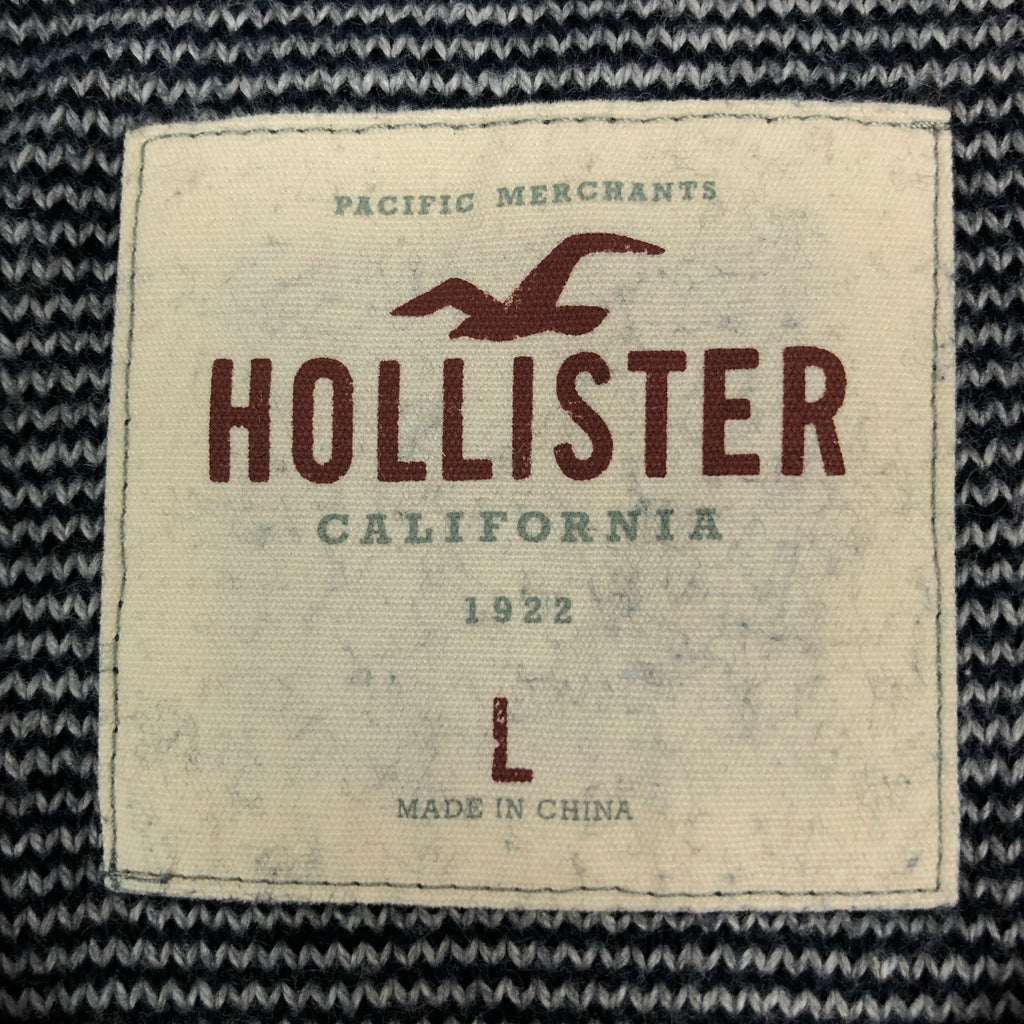 PACIFIC MERCHANTS
HOLLISTER
CALIFORNIA
1922
L
MADE IN CHINA